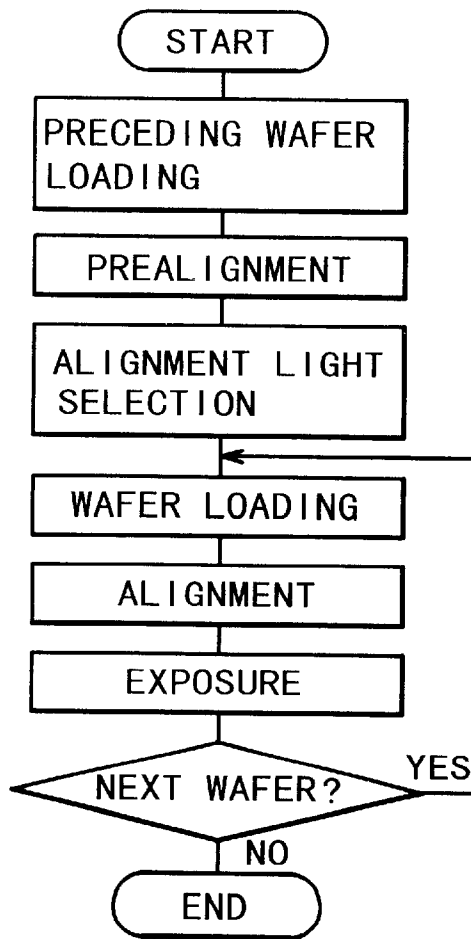 START
PRECEDING WAFER
LOADING
PREALIGNMENT
ALIGNMENT LIGHT
SELECTION
WAFER LOADING
ALIGNMENT
EXPOSURE
NEXT WAFER?
YES
NO
END